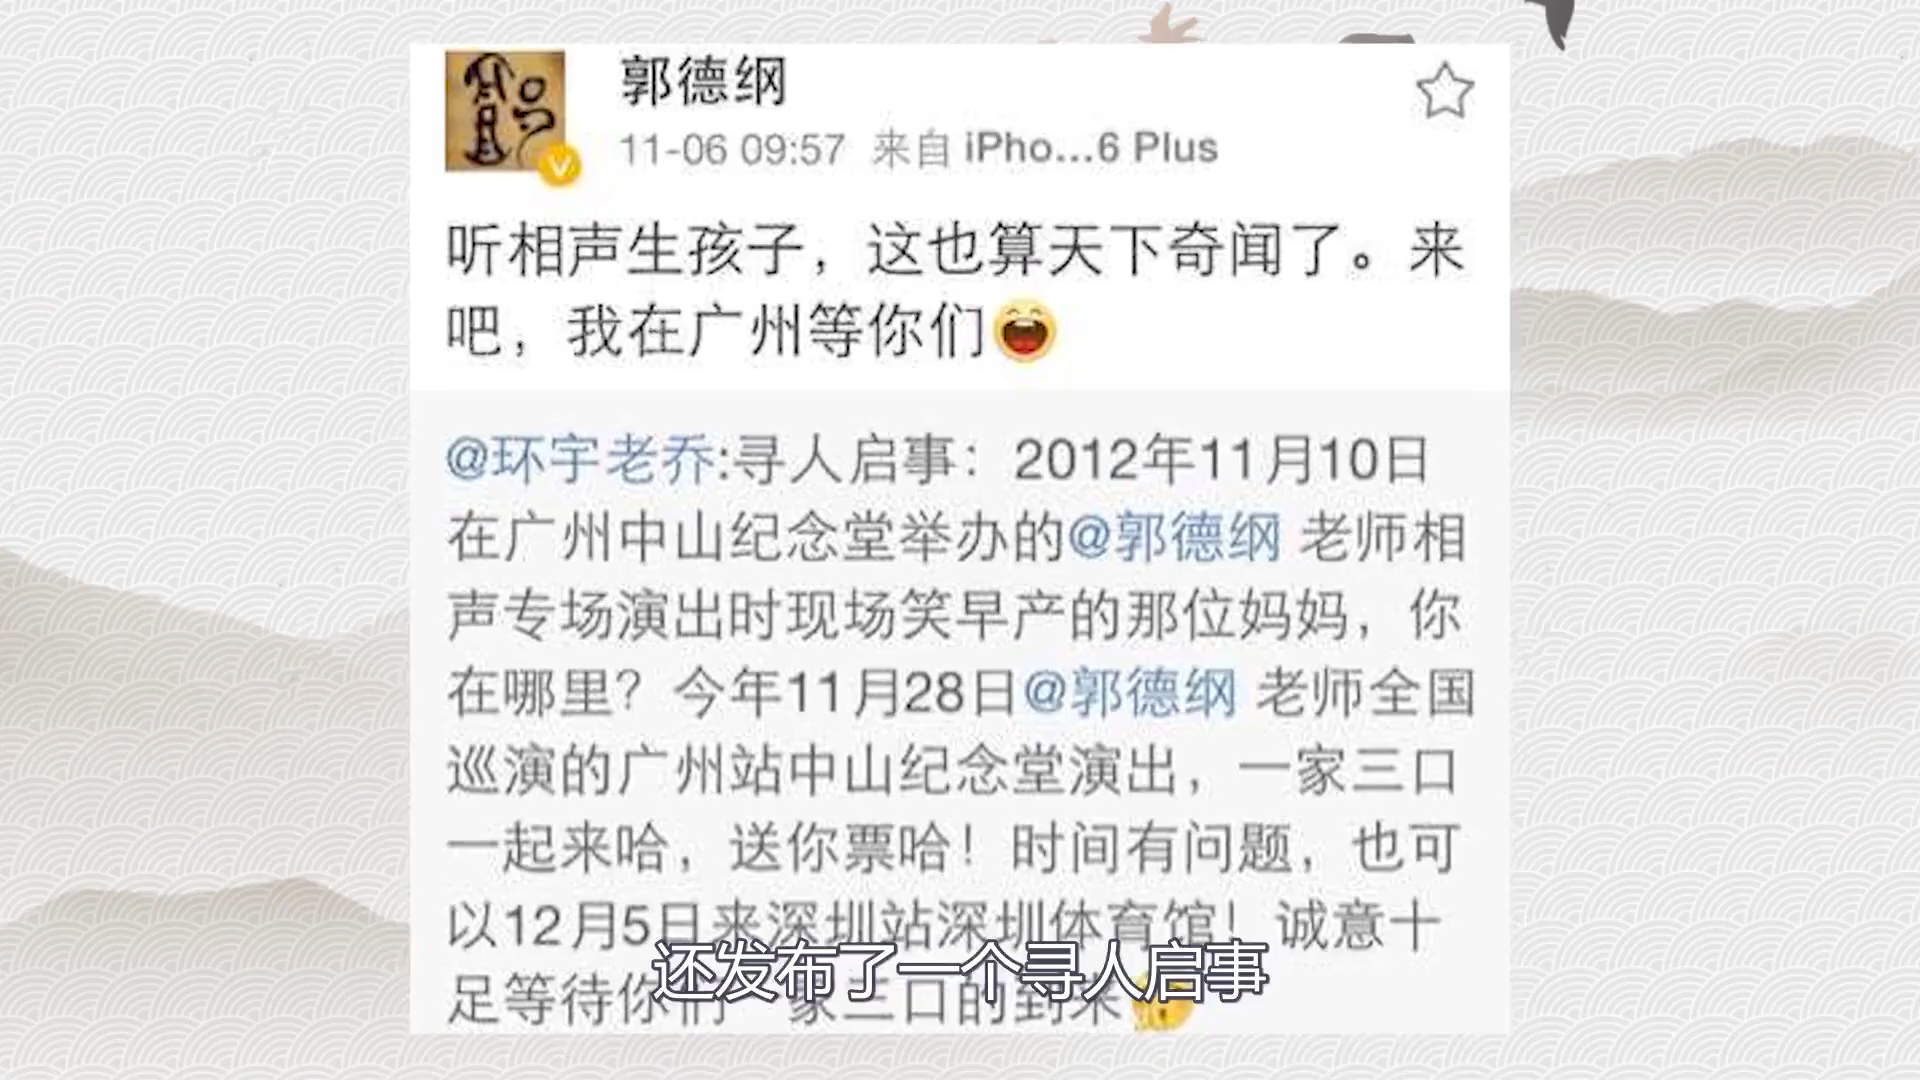 郭德纲
11-06 09:57 来自 iPho...6 Plus
听相声生孩子，这也算天下奇闻了。来
吧，我在广州等你们
@环宇老乔:寻人启事：2012年11月10日
在广州中山纪念堂举办的@郭德纲 老师相
声专场演出时现场笑早产的那位妈妈，你
在哪里？今年11月28日@郭德纲 老师全国
巡演的广州站中山纪念堂演出，一家三口
一起来哈，送你票哈！时间有问题，也可
以12月5日来深圳站深圳体育馆！诚意十
足等待你们一家三口的到来
还发布了一个寻人启事